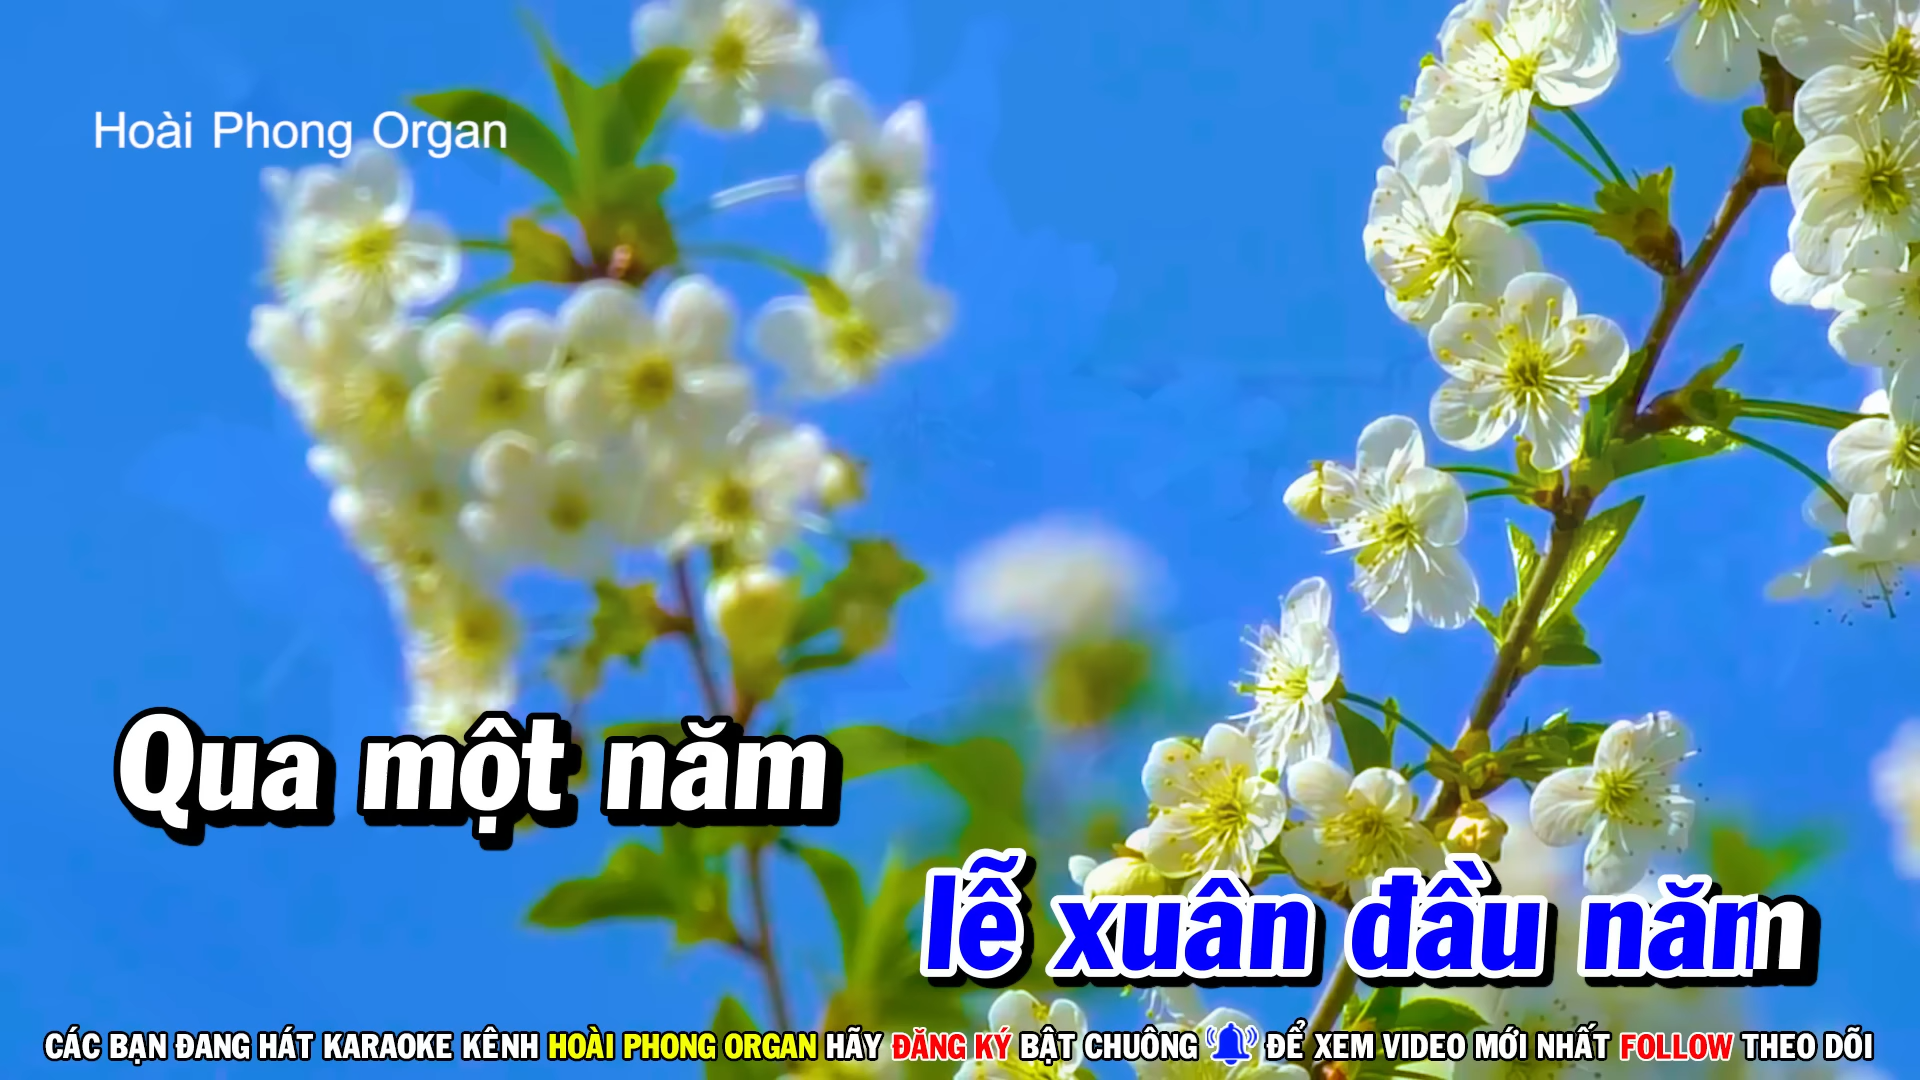 Hoài Phong Organ
Qua một năm
lễ xuân đầu năm
CÁC BẠN ĐANG HÁT KARAOKE KÊNH HOÀI PHONG ORGAN HÃY ĐĂNG KÝ BẬT CHUÔNG ĐỂ XEM VIDEO MỚI NHẤT FOLLOW THEO DÕI